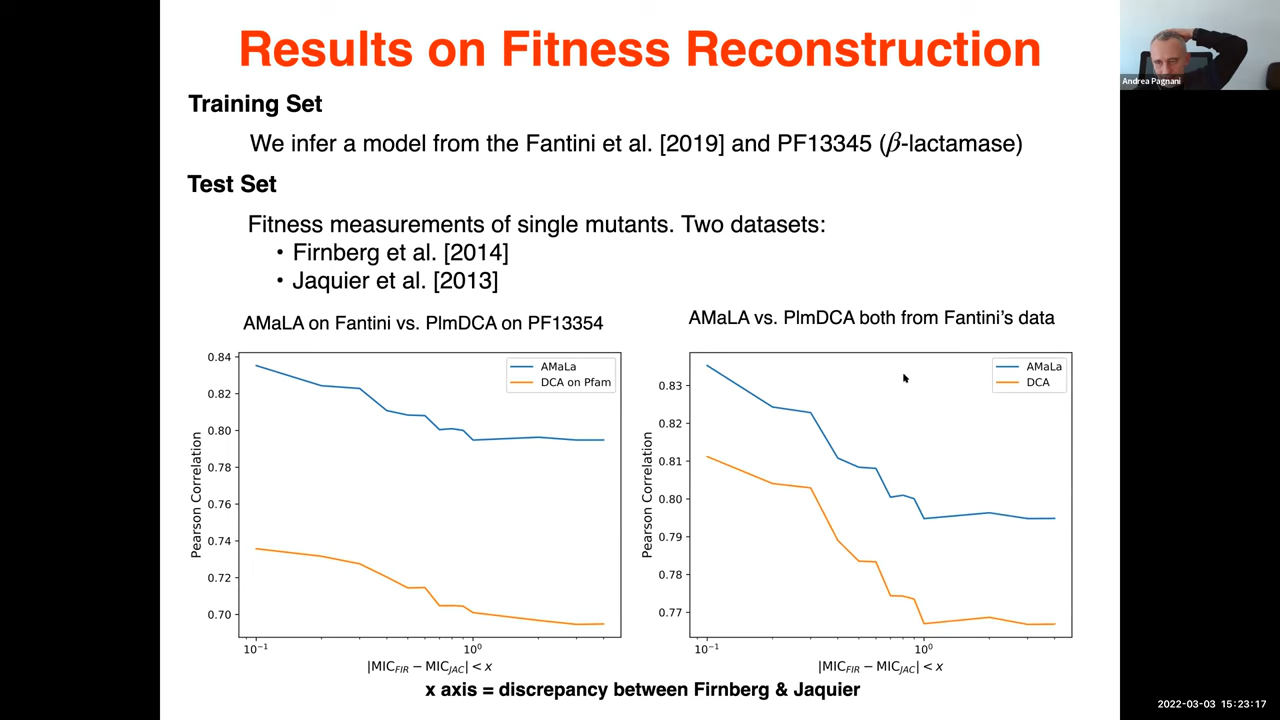 Results on Fitness Reconstruction
Andrea Pagnani
Training Set
We infer a model from the Fantini et al. [2019] and PF13345 (β-lactamase)
Test Set
Fitness measurements of single mutants. Two datasets:
• Firnberg et al. [2014]
• Jaquier et al. [2013]
AMaLA on Fantini vs. PlmDCA on PF13354
0.84
0.82
0.80
0.78
0.76
0.74
0.72
0.70
Pearson Correlation
AMaLa
DCA on Pfam
10⁻¹
10⁰
|MIC_FIR − MIC_JAC| < x
AMaLA vs. PlmDCA both from Fantini's data
0.83
0.82
0.81
0.80
0.79
0.78
0.77
Pearson Correlation
AMaLa
DCA
10⁻¹
10⁰
|MIC_FIR − MIC_JAC| < x
x axis = discrepancy between Firnberg & Jaquier
2022-03-03 15:23:17